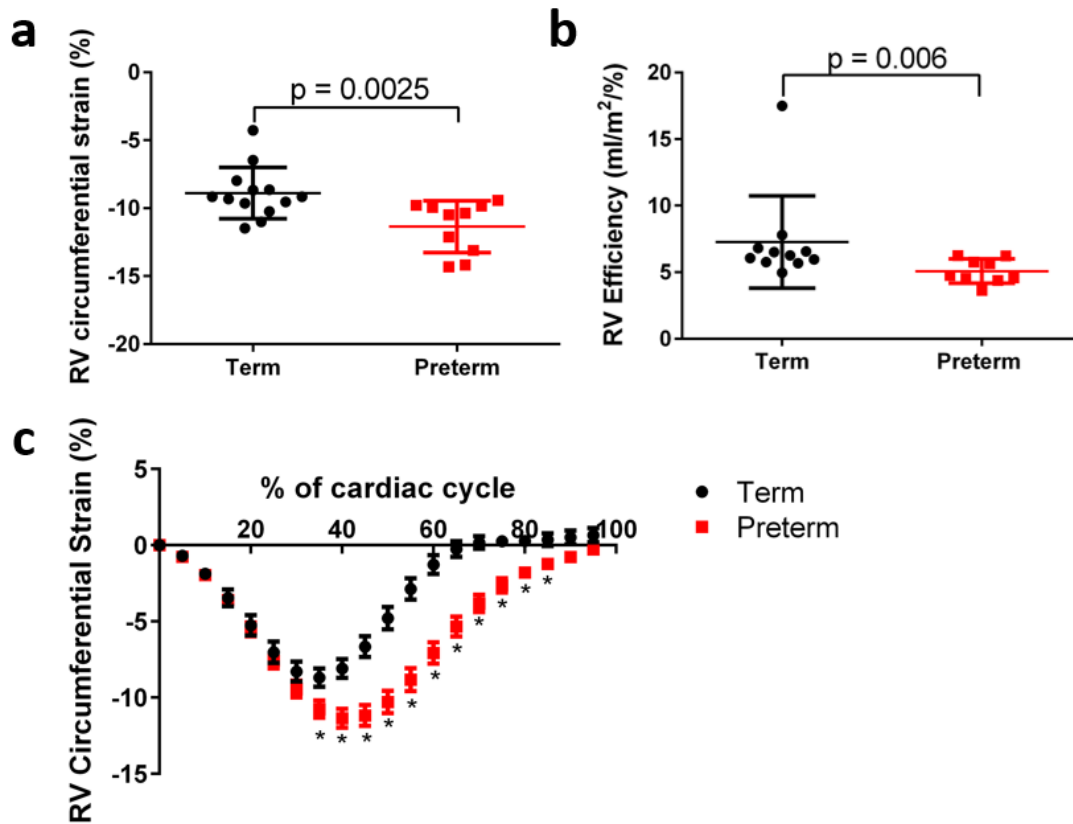 a
RV circumferential strain (%)
0
-5
-10
-15
-20
p = 0.0025
Term
Preterm
b
RV Efficiency (ml/m²/%)
20
15
10
5
0
p = 0.006
Term
Preterm
c
RV Circumferential Strain (%)
5
0
-5
-10
-15
% of cardiac cycle
20 40 60 80 100
* * * * * * * * * * *
Term
Preterm